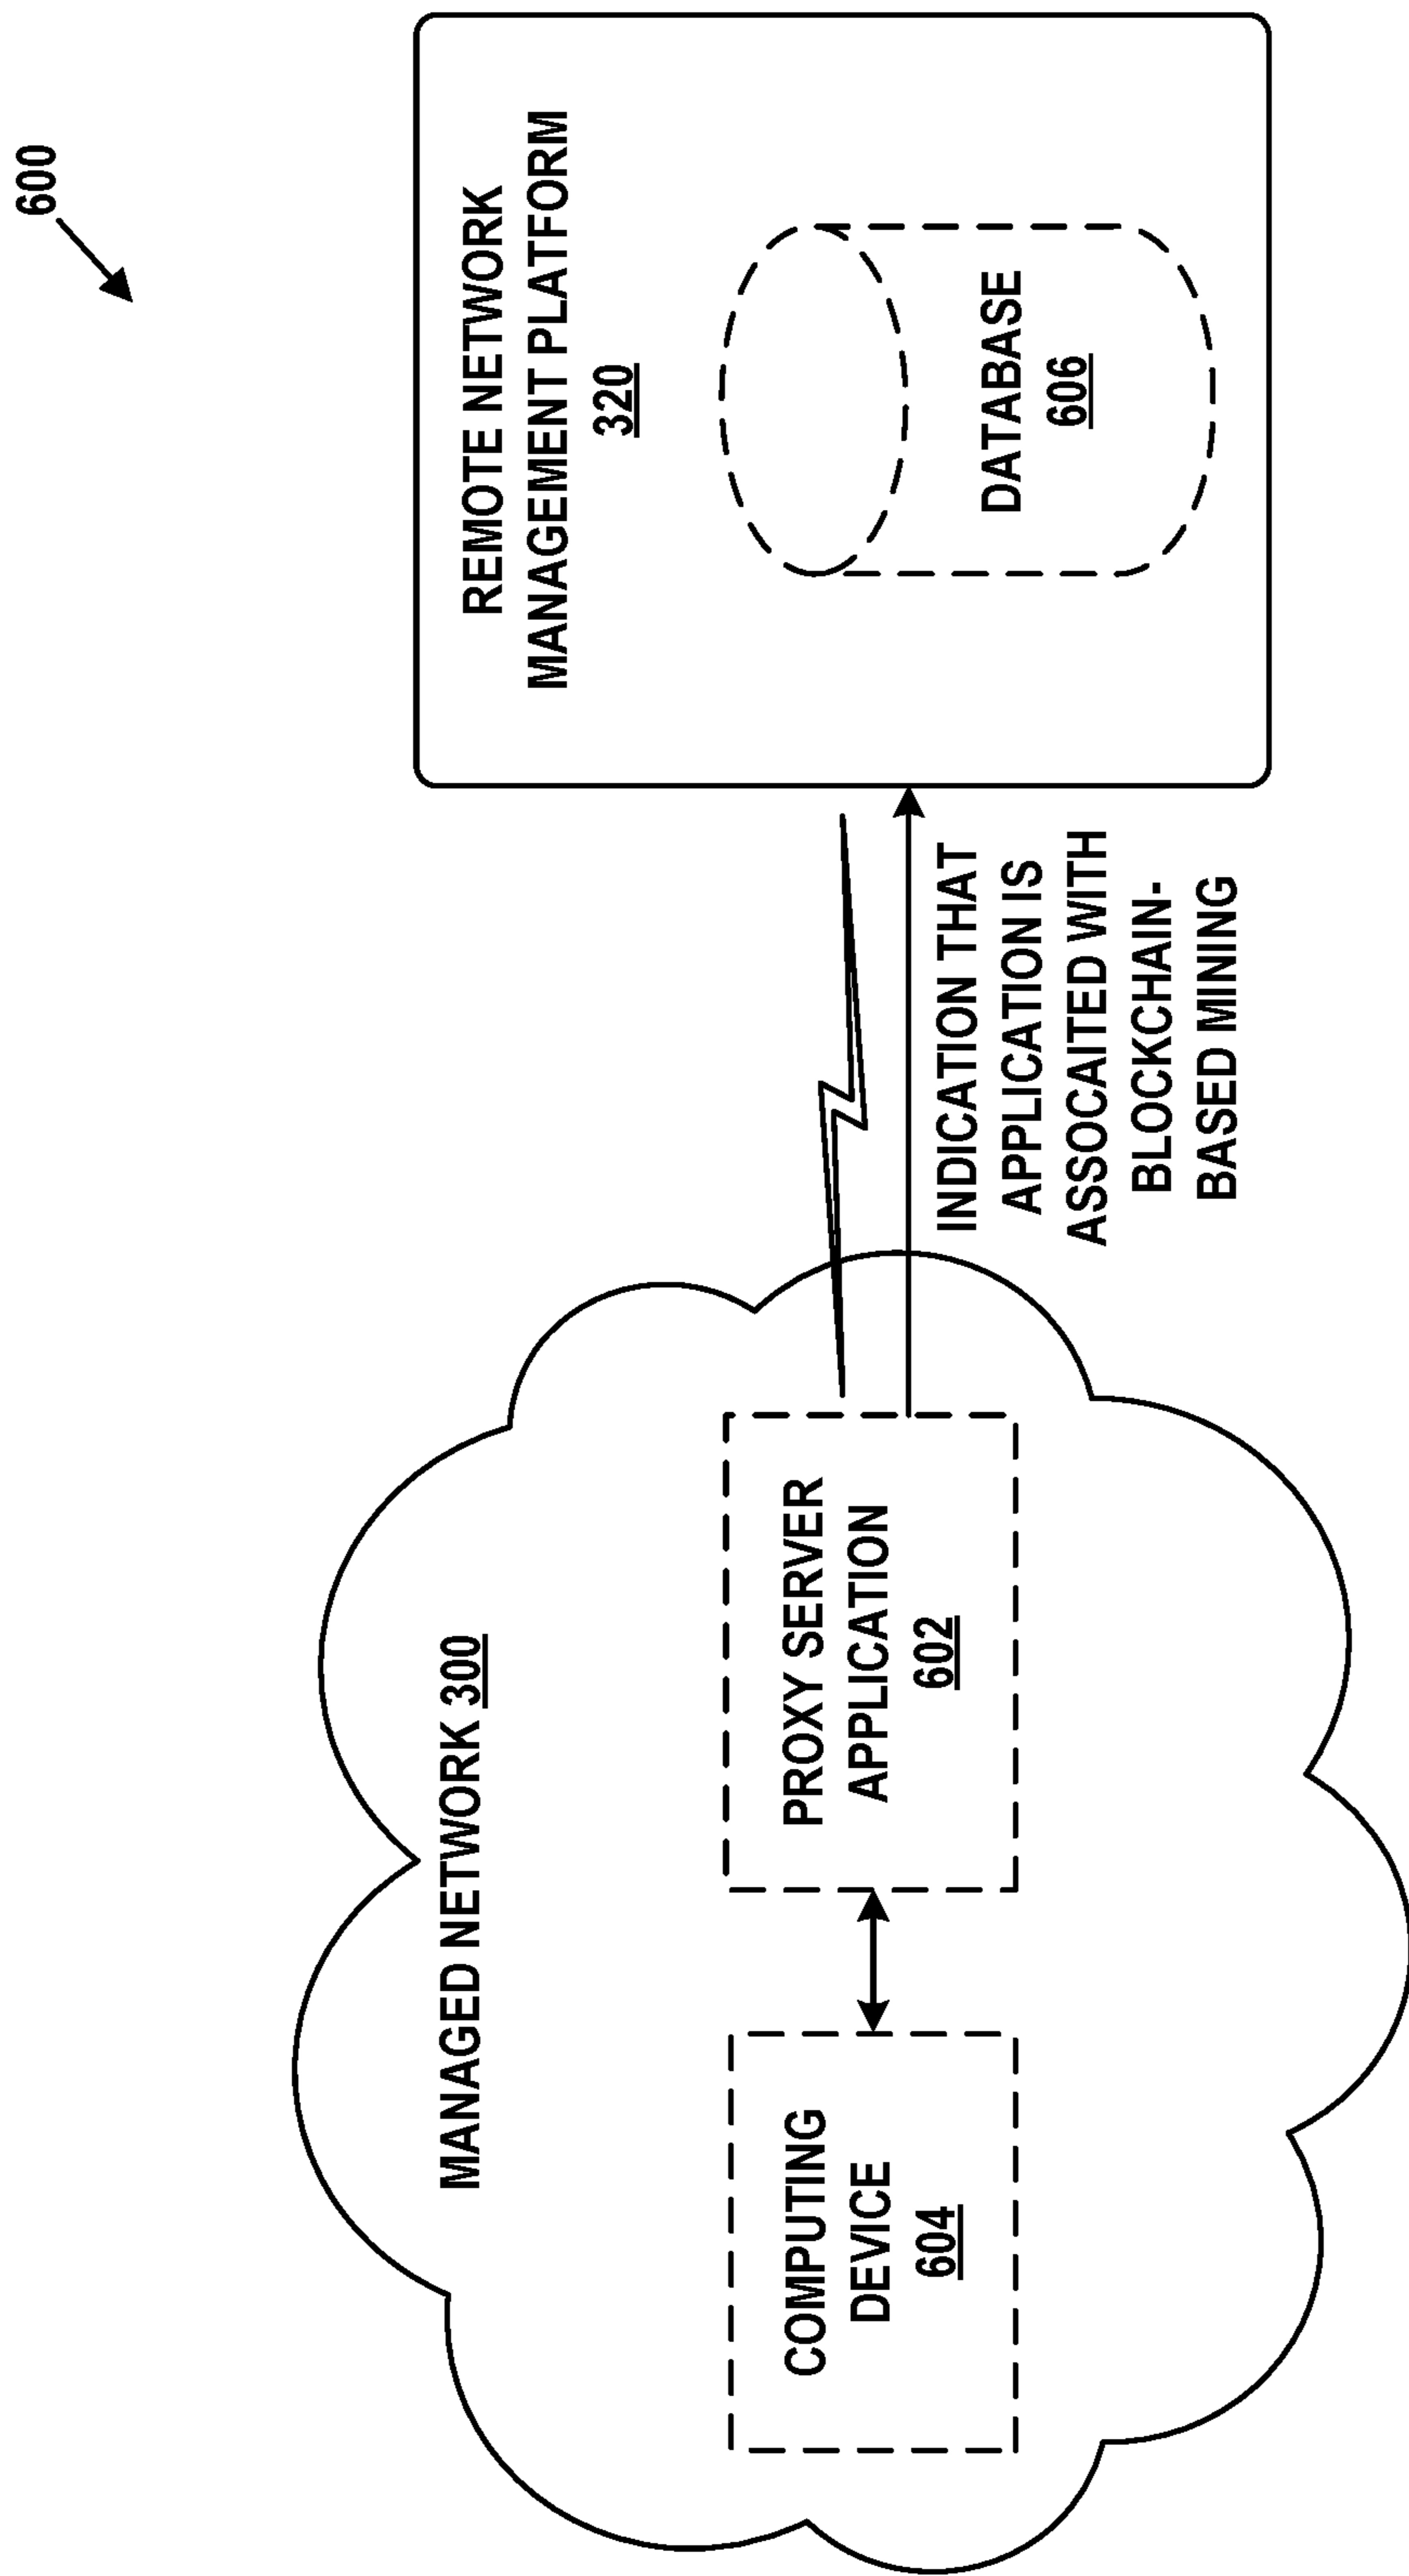 600
MANAGED NETWORK 300
COMPUTING
DEVICE
604
PROXY SERVER
APPLICATION
602
INDICATION THAT
APPLICATION IS
ASSOCAITED WITH
BLOCKCHAIN-
BASED MINING
REMOTE NETWORK
MANAGEMENT PLATFORM
320
DATABASE
606